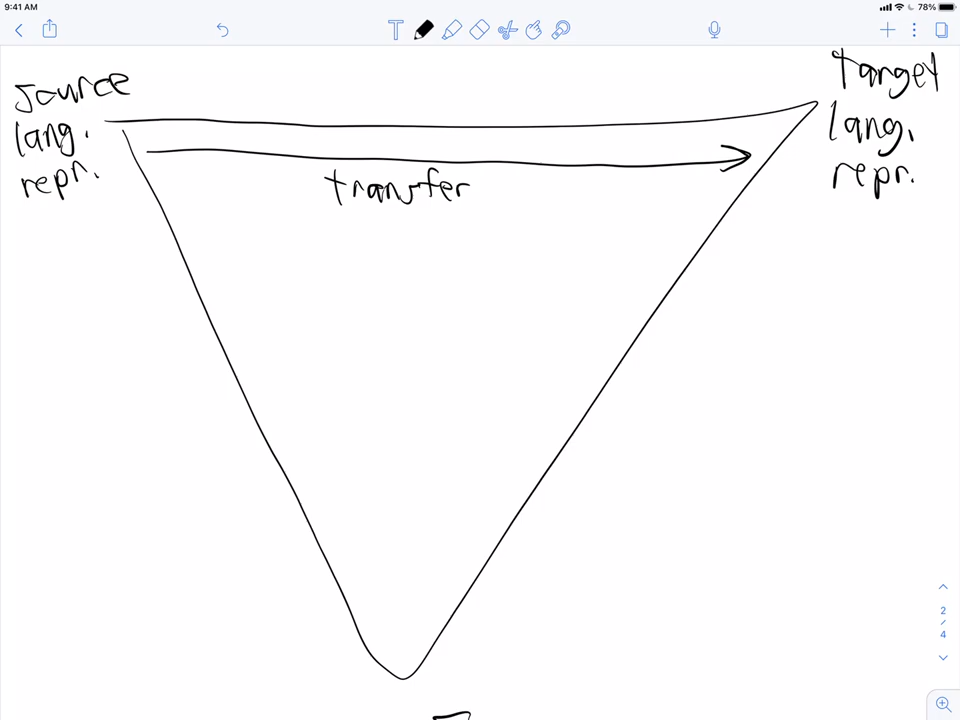 9:41 AM
78%
T
source
lang.
repr.
target
lang.
repr.
transfer
2
/
4